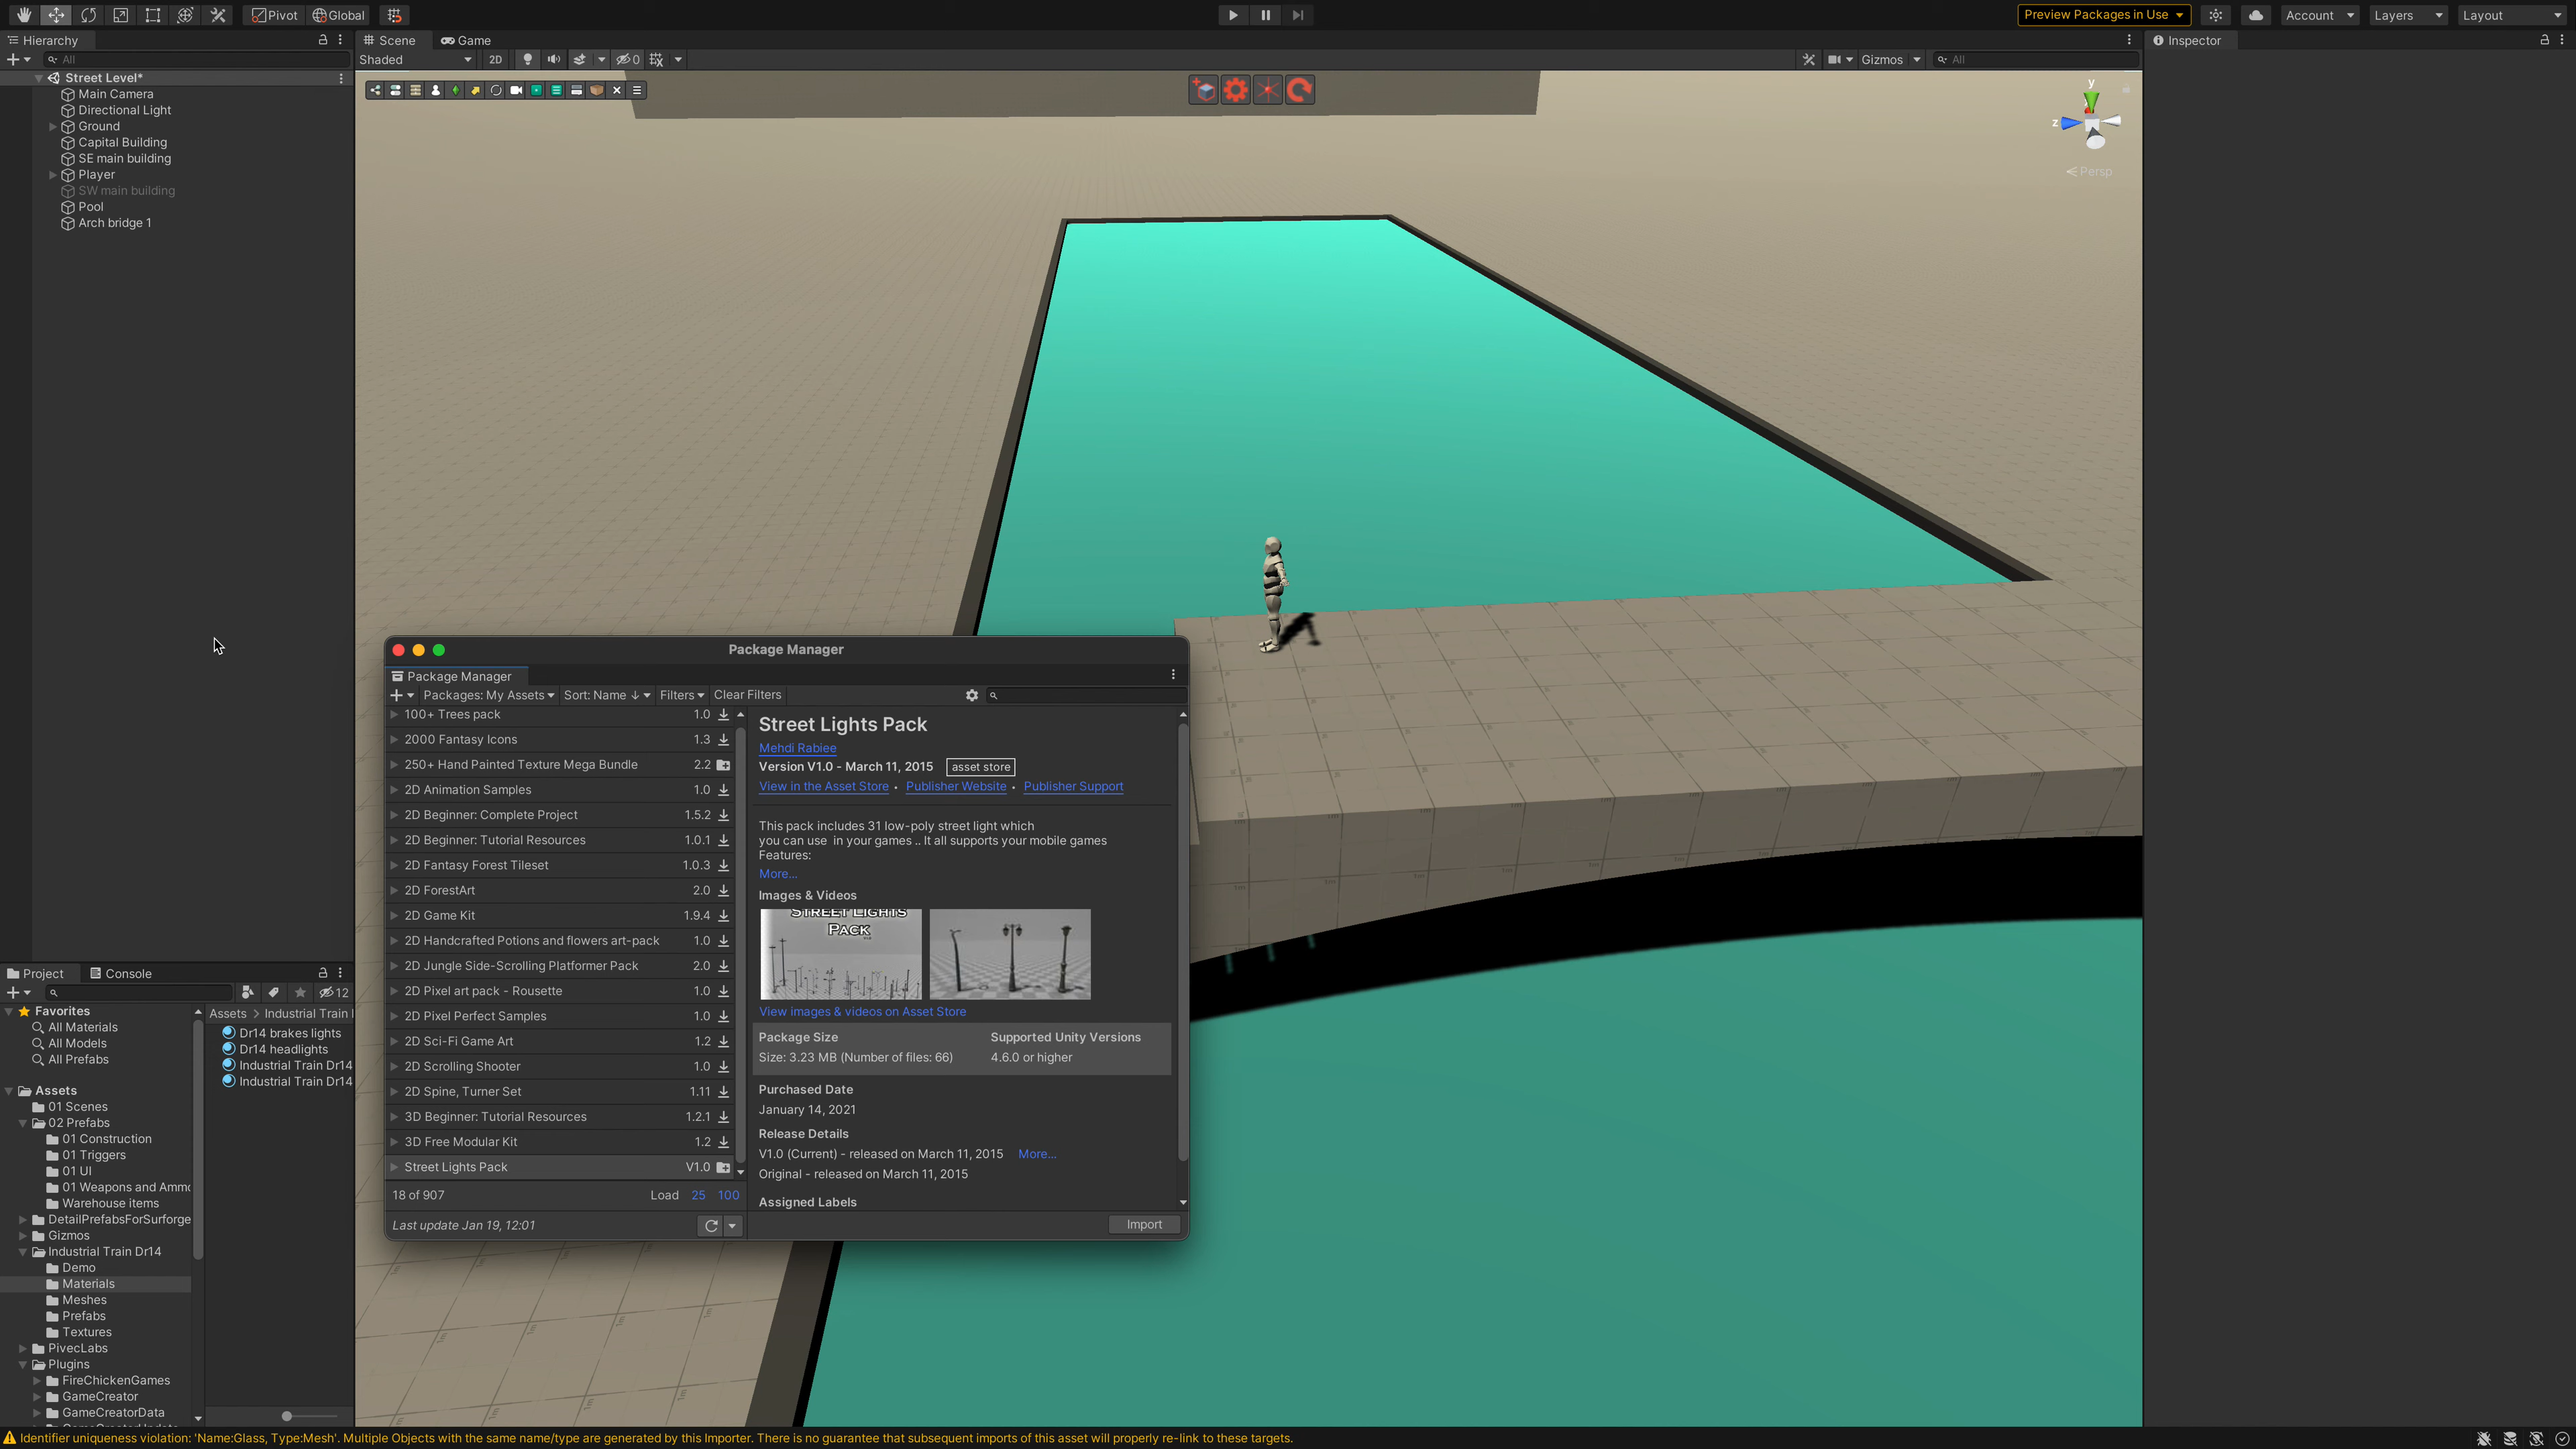 Pivot
Global
Preview Packages in Use
Account
Layers
Layout
Hierarchy
Scene
Game
Inspector
All
Shaded
2D
0
Gizmos
All
Street Level*
Main Camera
Directional Light
Ground
Capital Building
SE main building
Player
SW main building
Pool
Arch bridge 1
y
z
Persp
Package Manager
Package Manager
Packages: My Assets
Sort: Name ↓
Filters
Clear Filters
100+ Trees pack 1.0
2000 Fantasy Icons 1.3
250+ Hand Painted Texture Mega Bundle 2.2
2D Animation Samples 1.0
2D Beginner: Complete Project 1.5.2
2D Beginner: Tutorial Resources 1.0.1
2D Fantasy Forest Tileset 1.0.3
2D ForestArt 2.0
2D Game Kit 1.9.4
2D Handcrafted Potions and flowers art-pack 1.0
2D Jungle Side-Scrolling Platformer Pack 2.0
2D Pixel art pack - Rousette 1.0
2D Pixel Perfect Samples 1.0
2D Sci-Fi Game Art 1.2
2D Scrolling Shooter 1.0
2D Spine, Turner Set 1.11
3D Beginner: Tutorial Resources 1.2.1
3D Free Modular Kit 1.2
Street Lights Pack V1.0
18 of 907
Load 25 100
Last update Jan 19, 12:01
Street Lights Pack
Mehdi Rabiee
Version V1.0 - March 11, 2015 asset store
View in the Asset Store • Publisher Website • Publisher Support
This pack includes 31 low-poly street light which
you can use in your games .. It all supports your mobile games
Features:
More...
Images & Videos
STREET LIGHTS
PACK
View images & videos on Asset Store
Package Size
Size: 3.23 MB (Number of files: 66)
Supported Unity Versions
4.6.0 or higher
Purchased Date
January 14, 2021
Release Details
V1.0 (Current) - released on March 11, 2015 More...
Original - released on March 11, 2015
Assigned Labels
Import
Project
Console
12
Favorites
All Materials
All Models
All Prefabs
Assets
01 Scenes
02 Prefabs
01 Construction
01 Triggers
01 UI
01 Weapons and Ammo
Warehouse items
DetailPrefabsForSurforge
Gizmos
Industrial Train Dr14
Demo
Materials
Meshes
Prefabs
Textures
PivecLabs
Plugins
FireChickenGames
GameCreator
GameCreatorData
Assets > Industrial Train
Dr14 brakes lights
Dr14 headlights
Industrial Train Dr14
Industrial Train Dr14
Identifier uniqueness violation: 'Name:Glass, Type:Mesh'. Multiple Objects with the same name/type are generated by this Importer. There is no guarantee that subsequent imports of this asset will properly re-link to these targets.